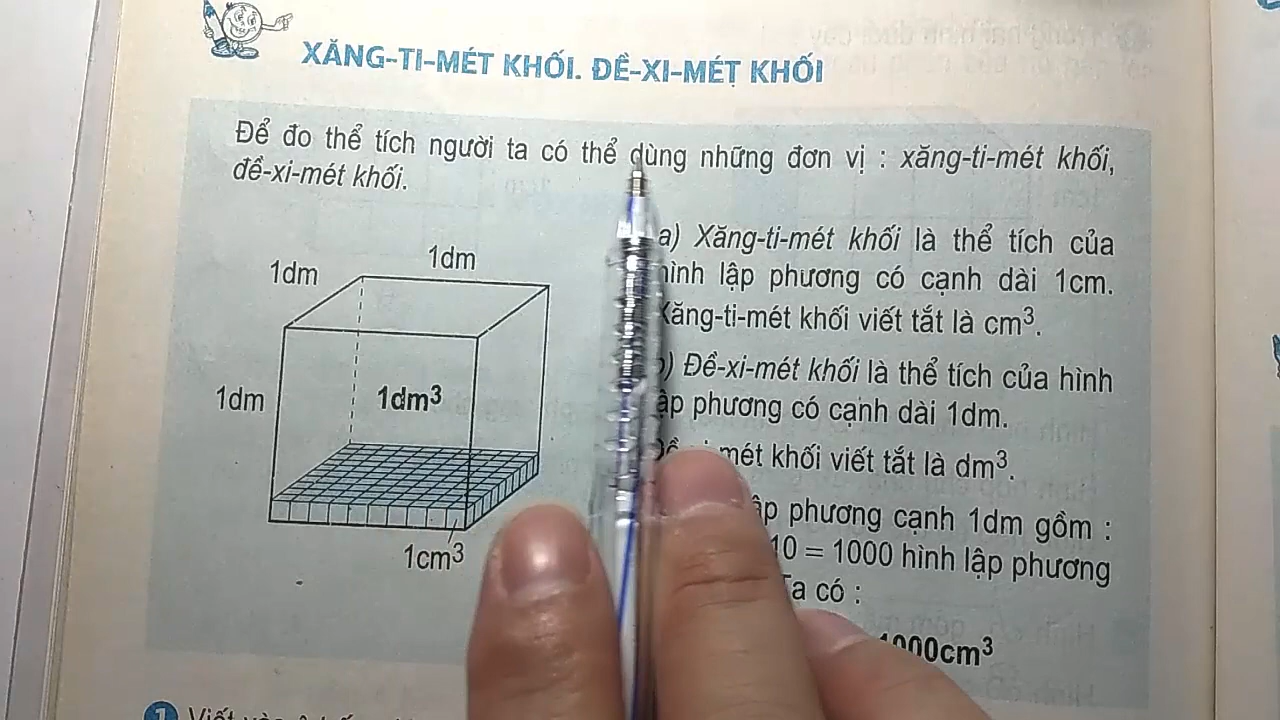 XĂNG-TI-MÉT KHỐI. ĐỀ-XI-MÉT KHỐI
Để đo thể tích người ta có thể dùng những đơn vị : xăng-ti-mét khối,
đề-xi-mét khối.
1dm
1dm
1dm
1dm³
1cm³
a) Xăng-ti-mét khối là thể tích của
hình lập phương có cạnh dài 1cm.
Xăng-ti-mét khối viết tắt là cm³.
b) Đề-xi-mét khối là thể tích của hình
lập phương có cạnh dài 1dm.
mét khối viết tắt là dm³.
phương cạnh 1dm gồm :
10 = 1000 hình lập phương
Ta có :
1000cm³
1 Viết vào ô